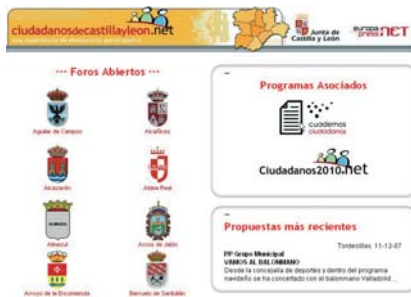 ciudadanosdecastillayleon.net
Junta de
Castilla y León
europa
press NET
··· Foros Abiertos ···
Aguilar de Campoo
Alcañices
Alcazarén
Aldea Real
Almazul
Arcos de Jalón
Arroyo de la Encomienda
Barruelo de Santullán
Programas Asociados
cuadernos
ciudadanos
Ciudadanos2010.net
Propuestas más recientes
Tordesillas 11-12-07
PP Grupo Municipal
VAMOS AL BALONMANO
Desde la concejalía de deportes y dentro del programa
navideño se ha concertado con el balonmano Valladolid ...